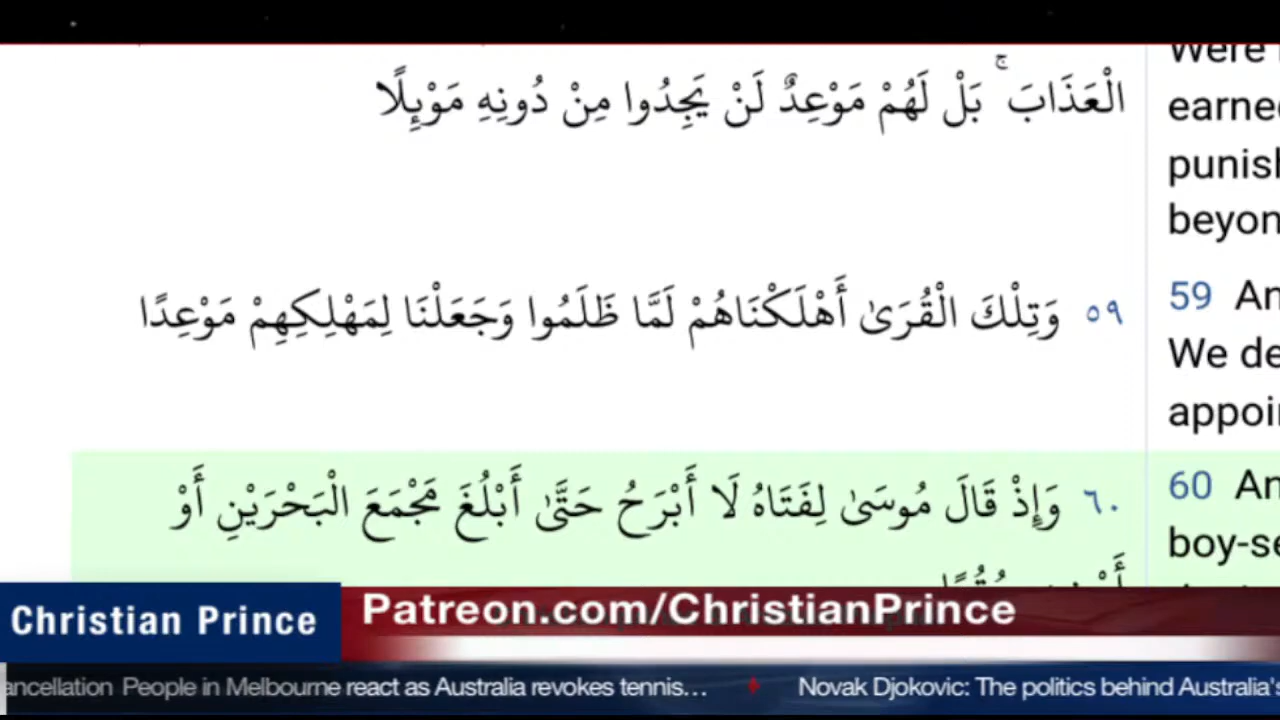 الْعَذَابَ ۚ بَلْ لَهُمْ مَوْعِدٌ لَنْ يَجِدُوا مِنْ دُونِهِ مَوْئِلًا
٥٩ وَتِلْكَ الْقُرَىٰ أَهْلَكْنَاهُمْ لَمَّا ظَلَمُوا وَجَعَلْنَا لِمَهْلِكِهِمْ مَوْعِدًا
٦٠ وَإِذْ قَالَ مُوسَىٰ لِفَتَاهُ لَا أَبْرَحُ حَتَّىٰ أَبْلُغَ مَجْمَعَ الْبَحْرَيْنِ أَوْ
Were
earne
punish
beyon
59 An
We de
appoi
60 An
boy-se
Christian Prince
Patreon.com/ChristianPrince
ancellation People in Melbourne react as Australia revokes tennis... Novak Djokovic: The politics behind Australia's